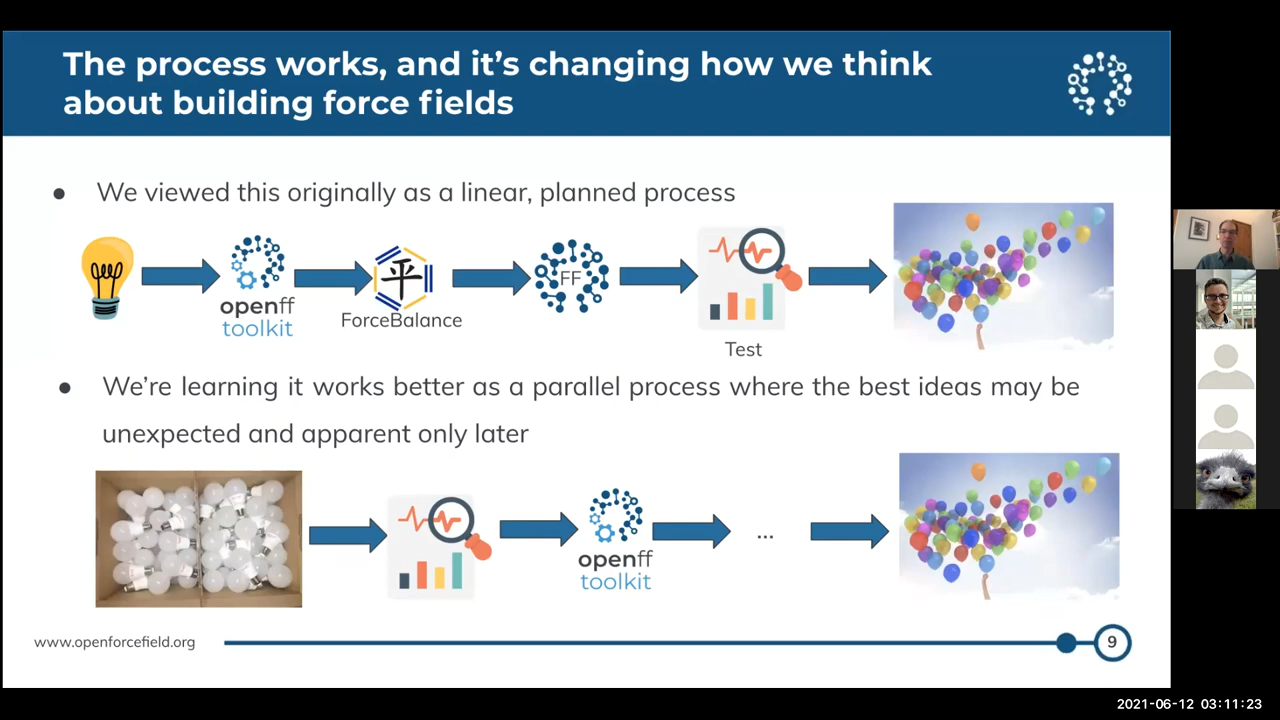 The process works, and it's changing how we think
about building force fields
● We viewed this originally as a linear, planned process
openff
toolkit
平
ForceBalance
FF
Test
● We're learning it works better as a parallel process where the best ideas may be
unexpected and apparent only later
openff
toolkit
...
www.openforcefield.org
9
2021-06-12 03:11:23